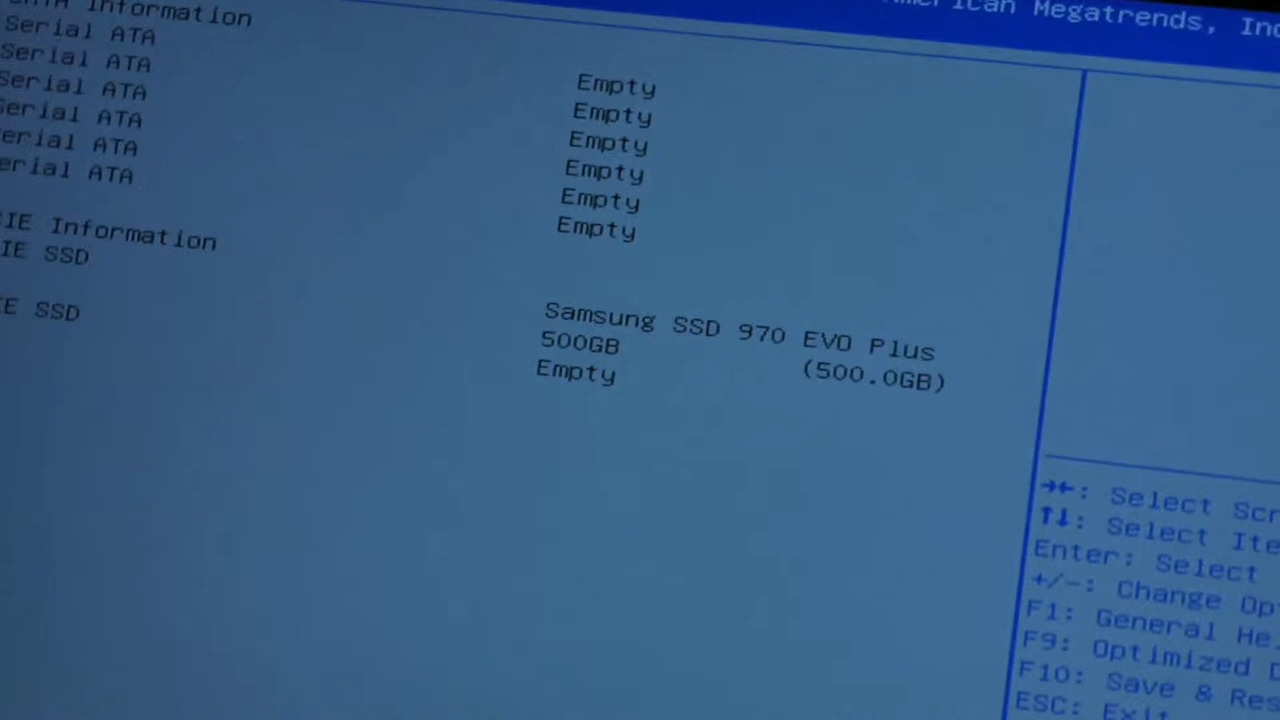 Information
American Megatrends, Inc
Serial ATA Empty
Serial ATA Empty
Serial ATA Empty
Serial ATA Empty
erial ATA Empty
erial ATA Empty
IE Information
IE SSD Samsung SSD 970 EVO Plus
500GB (500.0GB)
E SSD Empty
→←: Select Scr
↑↓: Select Ite
Enter: Select
+/-: Change Op
F1: General He
F9: Optimized D
F10: Save & Res
ESC: Exit